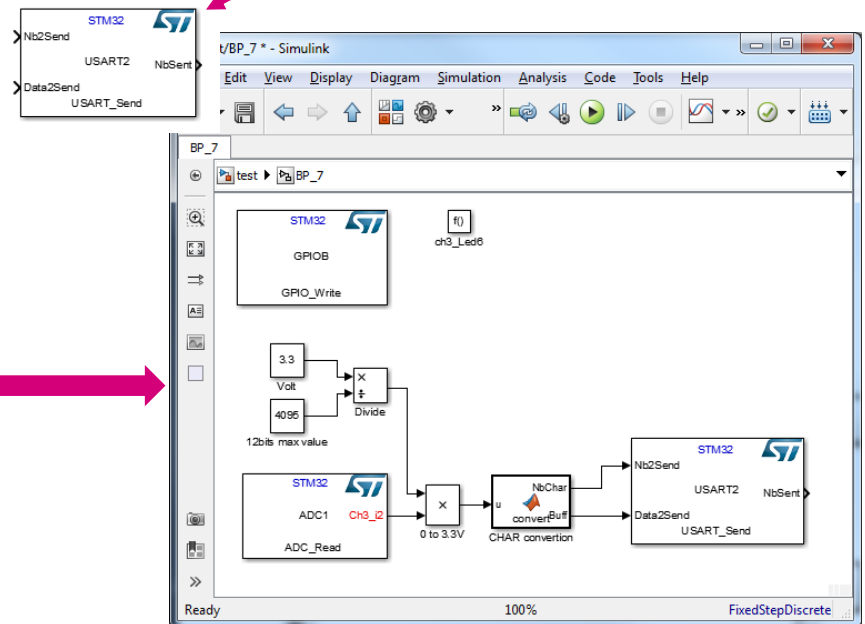 STM32
Nb2Send
USART2
NbSent
Data2Send
USART_Send
t/BP_7 * - Simulink
Edit View Display Diagram Simulation Analysis Code Tools Help
BP_7
test BP_7
STM32
GPIOB
GPIO_Write
f()
ch3_Led6
3.3
Volt
×
÷
Divide
4095
12bits max value
STM32
ADC1 Ch3_i2
ADC_Read
×
0 to 3.3V
u
NbChar
convert
Buff
CHAR convertion
STM32
Nb2Send
USART2
NbSent
Data2Send
USART_Send
Ready 100% FixedStepDiscrete